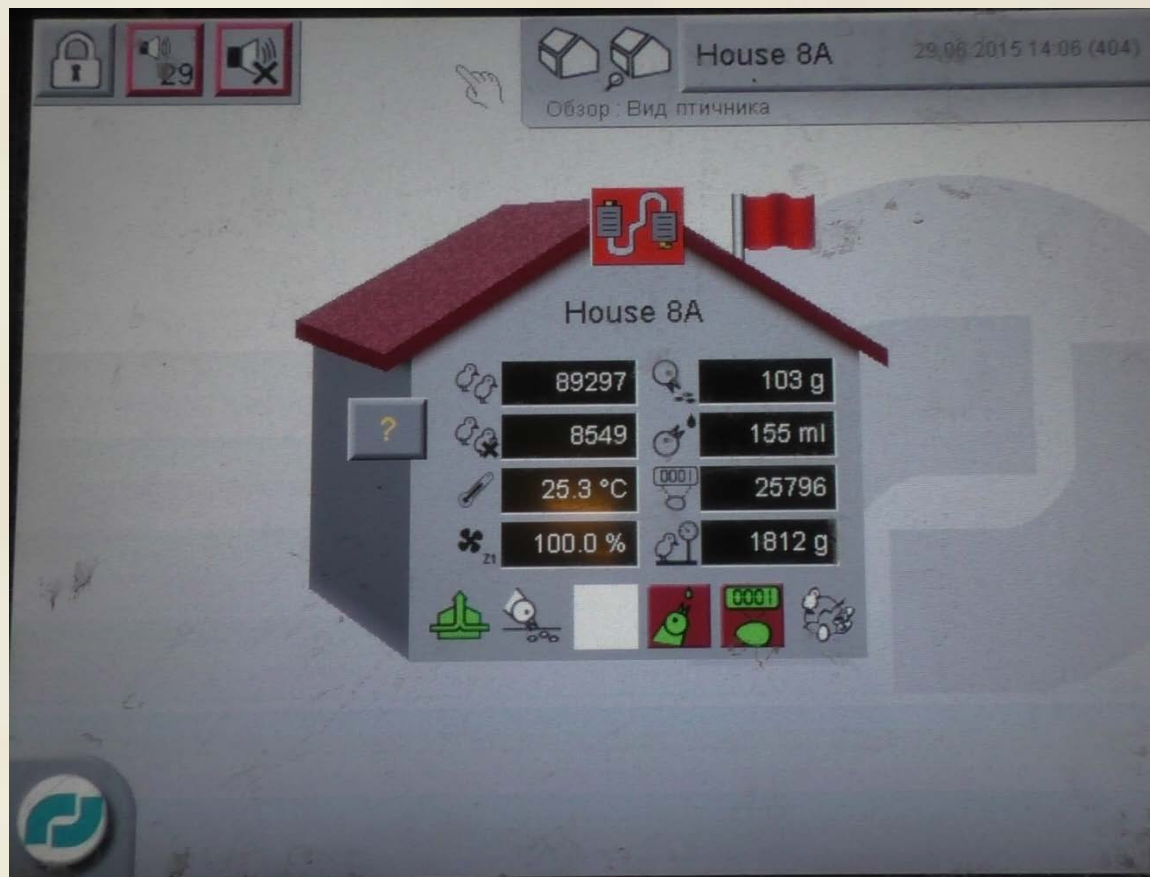 29
House 8A
29.06.2015 14:06 (404)
Обзор : Вид птичника
House 8A
89297
103 g
8549
155 ml
?
25.3 °C
0001
25796
Z1
100.0 %
1812 g
0001